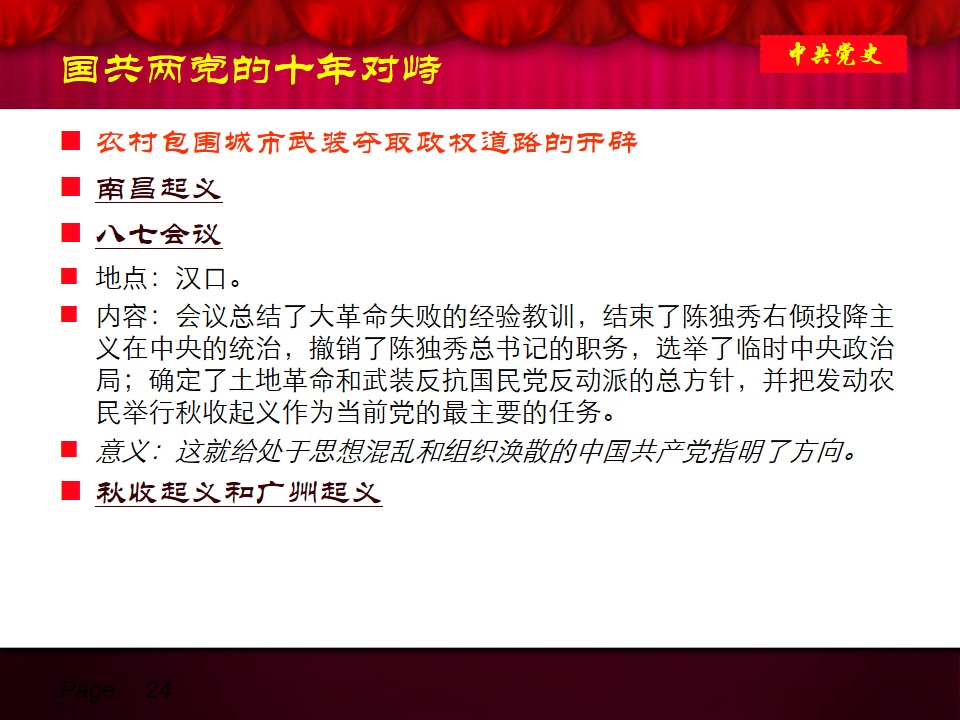 国共两党的十年对峙
中共党史
农村包围城市武装夺取政权道路的开辟
南昌起义
八七会议
地点：汉口。
内容：会议总结了大革命失败的经验教训，结束了陈独秀右倾投降主
义在中央的统治，撤销了陈独秀总书记的职务，选举了临时中央政治
局；确定了土地革命和武装反抗国民党反动派的总方针，并把发动农
民举行秋收起义作为当前党的最主要的任务。
意义：这就给处于思想混乱和组织涣散的中国共产党指明了方向。
秋收起义和广州起义
Page 24